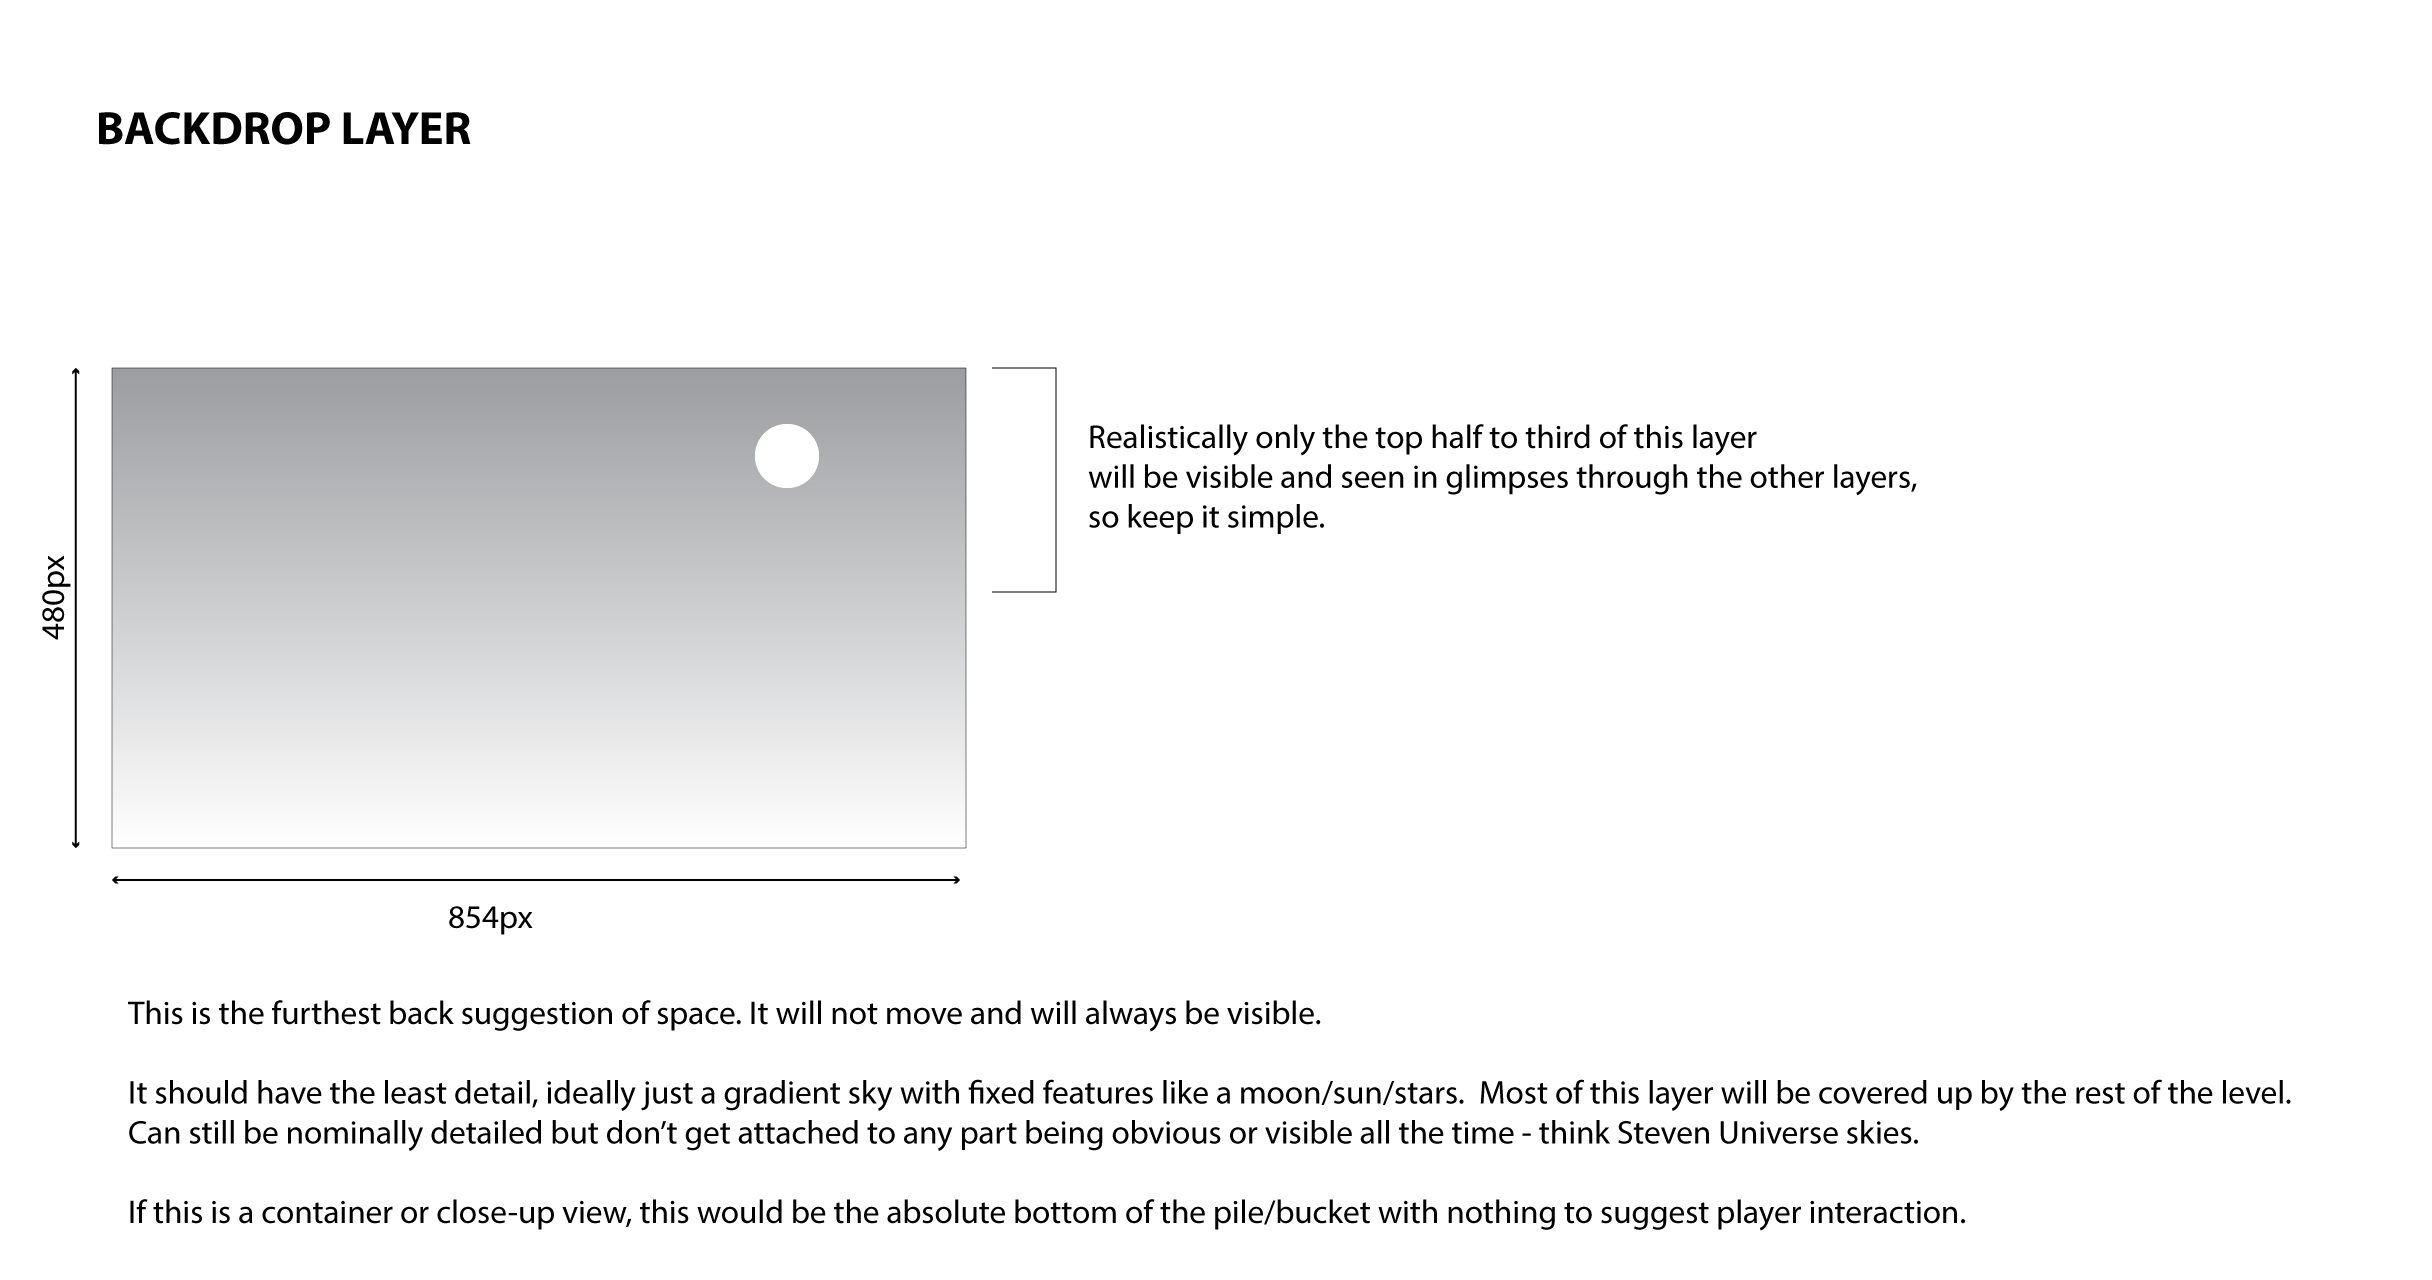 BACKDROP LAYER
Realistically only the top half to third of this layer
will be visible and seen in glimpses through the other layers,
so keep it simple.
480px
854px
This is the furthest back suggestion of space. It will not move and will always be visible.
It should have the least detail, ideally just a gradient sky with fixed features like a moon/sun/stars.  Most of this layer will be covered up by the rest of the level.
Can still be nominally detailed but don’t get attached to any part being obvious or visible all the time - think Steven Universe skies.
If this is a container or close-up view, this would be the absolute bottom of the pile/bucket with nothing to suggest player interaction.